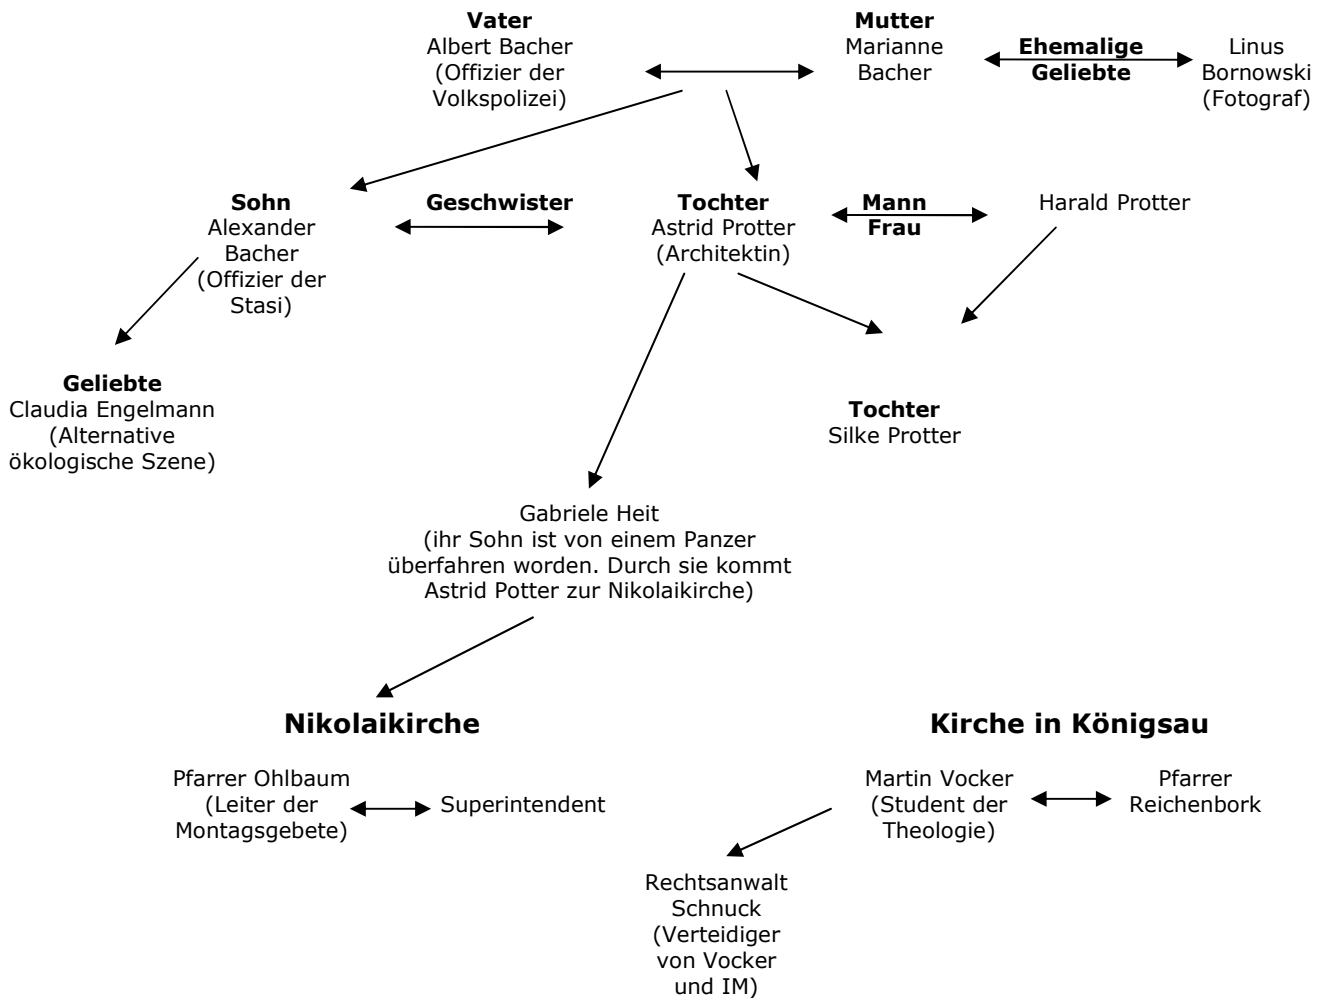 Vater
Albert Bacher
(Offizier der
Volkspolizei)
Mutter
Marianne
Bacher
Ehemalige
Geliebte
Linus
Bornowski
(Fotograf)
Sohn
Alexander
Bacher
(Offizier der
Stasi)
Geschwister
Tochter
Astrid Protter
(Architektin)
Mann
Frau
Harald Protter
Geliebte
Claudia Engelmann
(Alternative
ökologische Szene)
Tochter
Silke Protter
Gabriele Heit
(ihr Sohn ist von einem Panzer
überfahren worden. Durch sie kommt
Astrid Potter zur Nikolaikirche)
Nikolaikirche
Pfarrer Ohlbaum
(Leiter der
Montagsgebete)
Superintendent
Kirche in Königsau
Martin Vocker
(Student der
Theologie)
Pfarrer
Reichenbork
Rechtsanwalt
Schnuck
(Verteidiger
von Vocker
und IM)